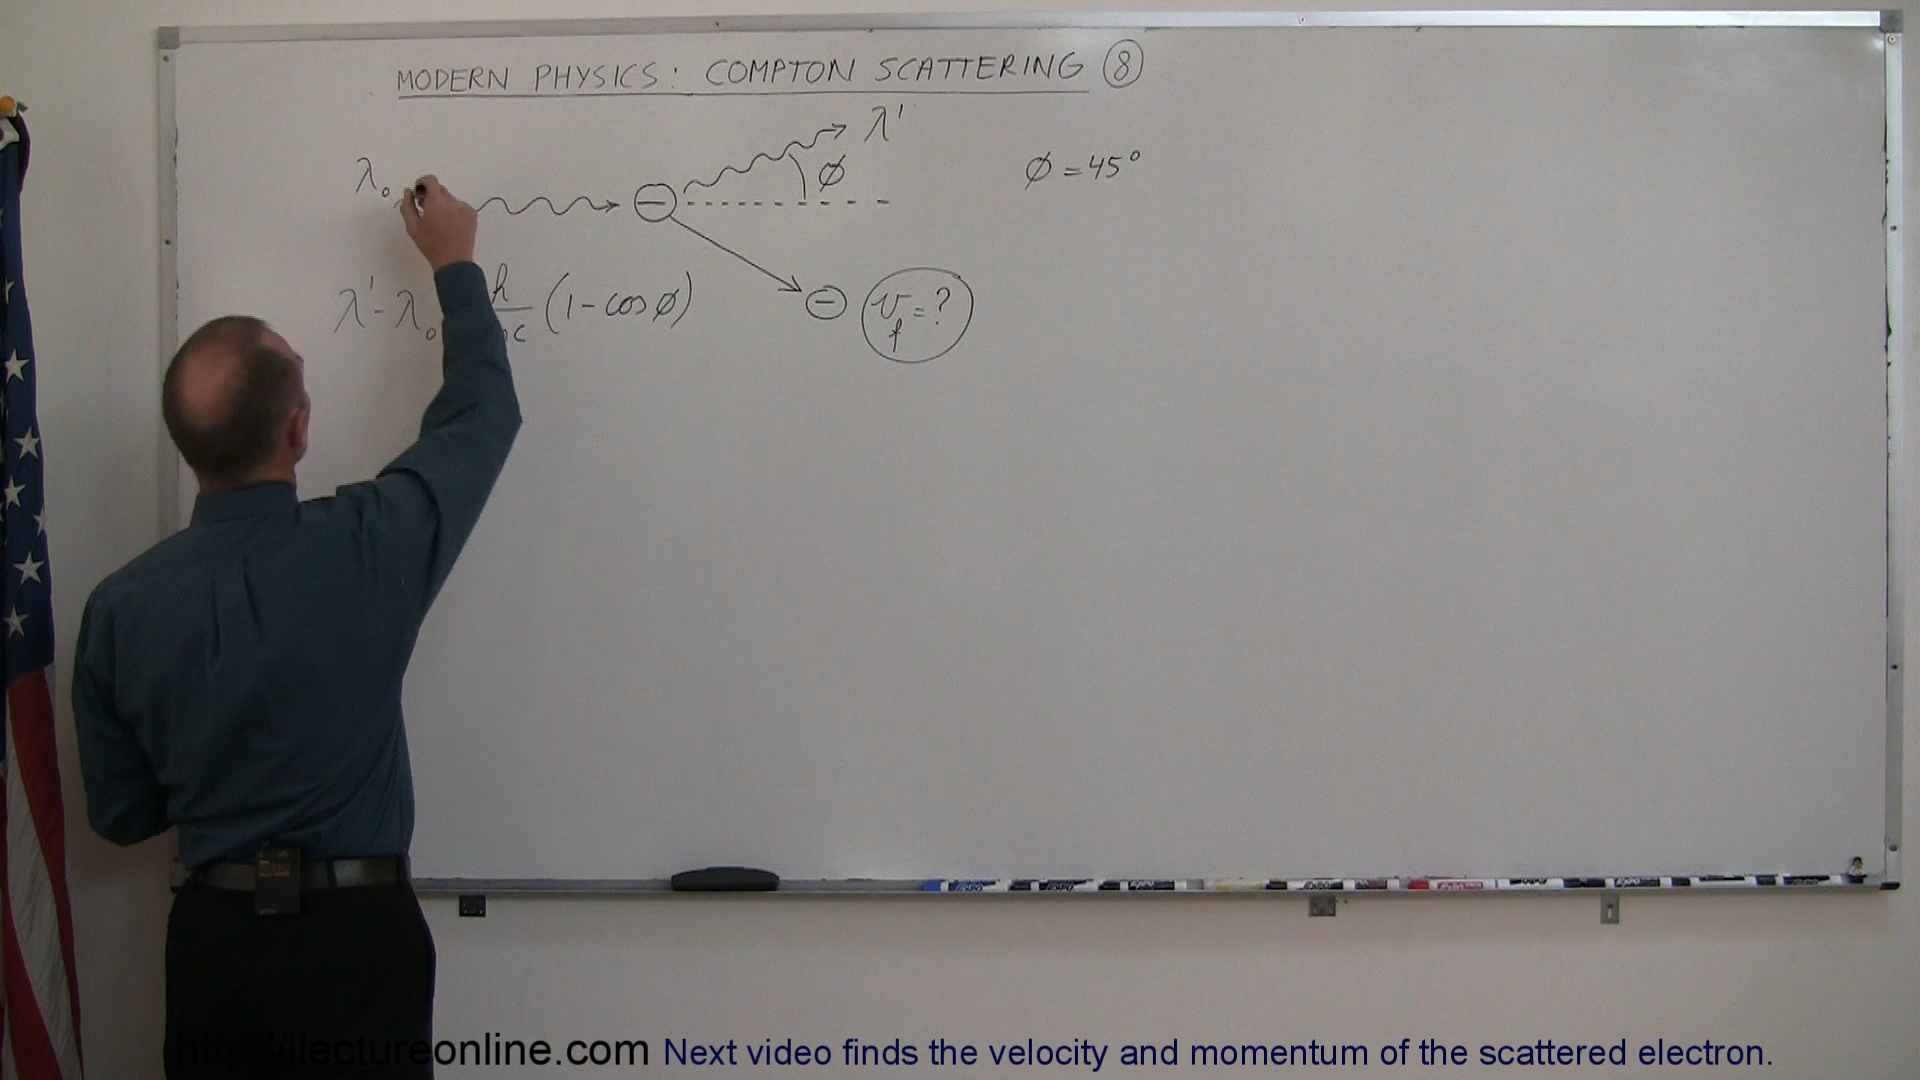 MODERN PHYSICS: COMPTON SCATTERING 8
λ'
λ₀
ϕ
ϕ = 45°
λ' - λ₀ h/c (1 - cos ϕ)
v_f = ?
http://ilectureonline.com Next video finds the velocity and momentum of the scattered electron.